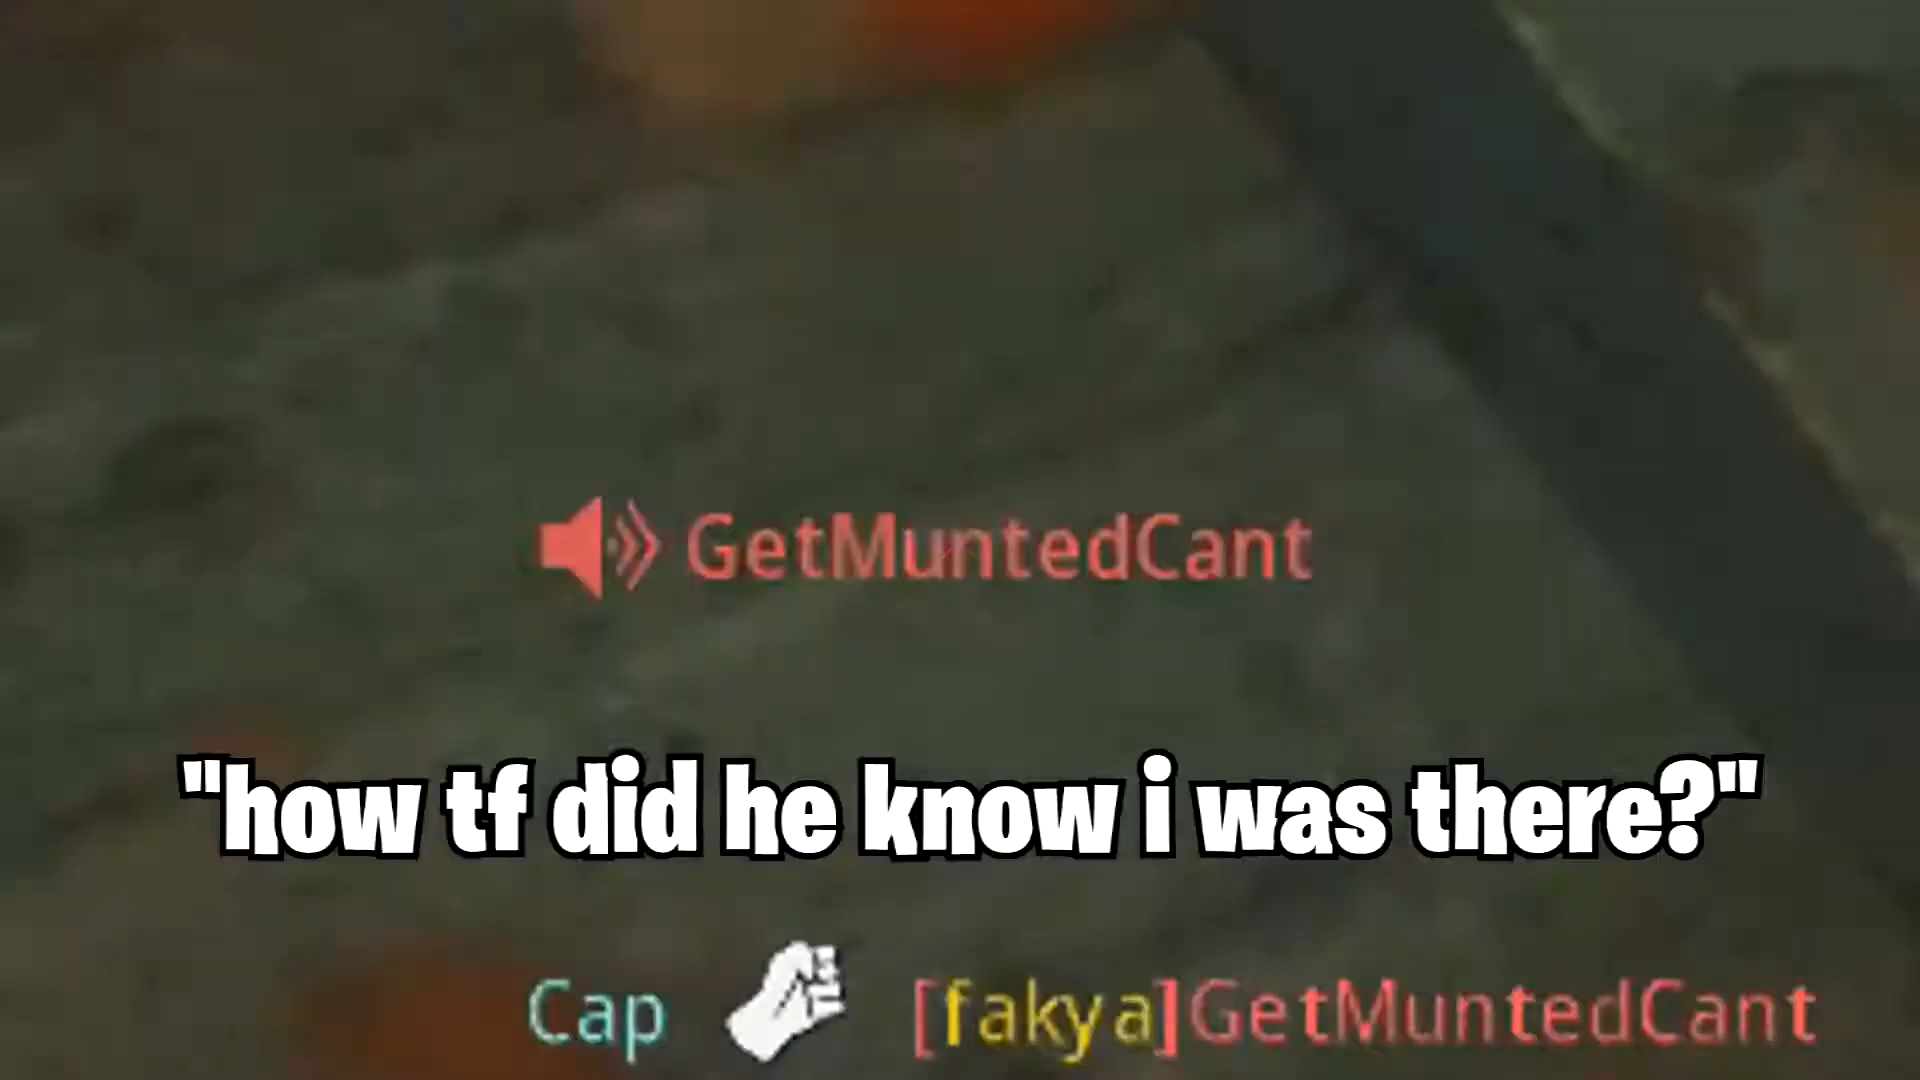 GetMuntedCant
"how tf did he know i was there?"
Cap [fakya]GetMuntedCant